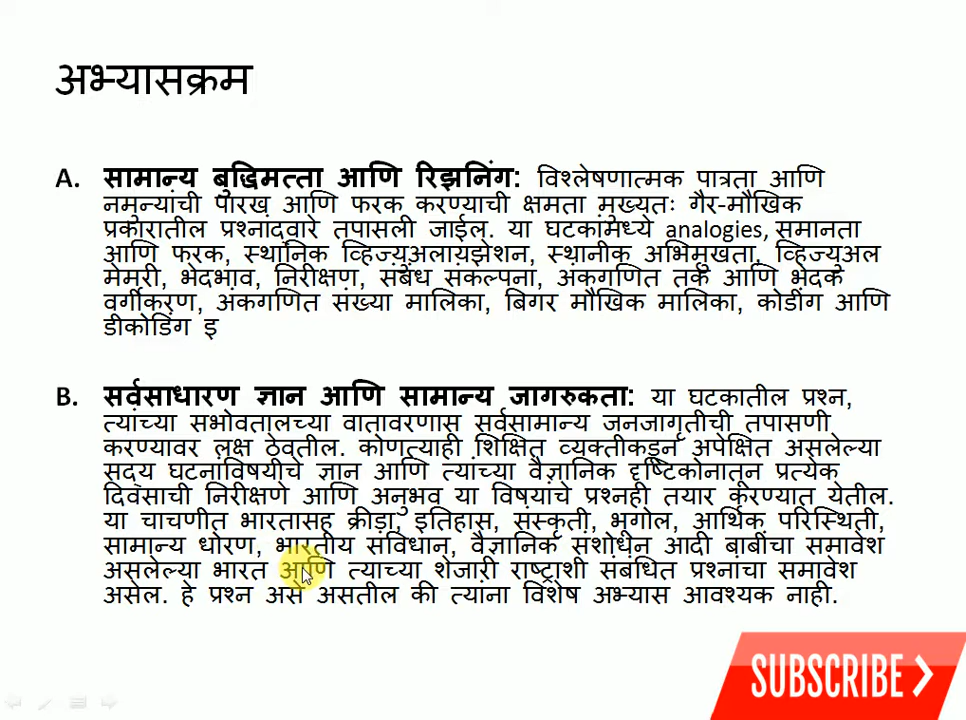 अभ्यासक्रम
A. सामान्य बुद्धिमत्ता आणि रिझनिंग: विश्लेषणात्मक पात्रता आणि
नमुन्यांची पारख आणि फरक करण्याची क्षमता मुख्यतः गैर-मौखिक
प्रकारातील प्रश्नांद्वारे तपासली जाईल. या घटकांमध्ये analogies, समानता
आणि फरक, स्थानिक व्हिज्युअलायझेशन, स्थानीक अभिमुखता, व्हिज्युअल
मेमरी, भेदभाव, निरीक्षण, संबंध संकल्पना, अंकगणित तर्क आणि भेदक
वर्गीकरण, अंकगणित संख्या मालिका, बिगर मौखिक मालिका, कोडींग आणि
डीकोडिंग इ
B. सर्वसाधारण ज्ञान आणि सामान्य जागरुकता: या घटकातील प्रश्न,
त्यांच्या सभोवतालच्या वातावरणास सर्वसामान्य जनजागृतीची तपासणी
करण्यावर लक्ष ठेवतील. कोणत्याही शिक्षित व्यक्तीकडून अपेक्षित असलेल्या
सद्य घटनांविषयीचे ज्ञान आणि त्यांच्या वैज्ञानिक दृष्टिकोनातून प्रत्येक
दिवसाची निरीक्षणे आणि अनुभव या विषयाचे प्रश्नही तयार करण्यात येतील.
या चाचणीत भारतासह क्रीडा, इतिहास, संस्कृती, भूगोल, आर्थिक परिस्थिती,
सामान्य धोरण, भारतीय संविधान, वैज्ञानिक संशोधन आदी बाबींचा समावेश
असलेल्या भारत आणि त्याच्या शेजारी राष्ट्राशी संबंधित प्रश्नांचा समावेश
असेल. हे प्रश्न असे असतील की त्यांना विशेष अभ्यास आवश्यक नाही.
SUBSCRIBE